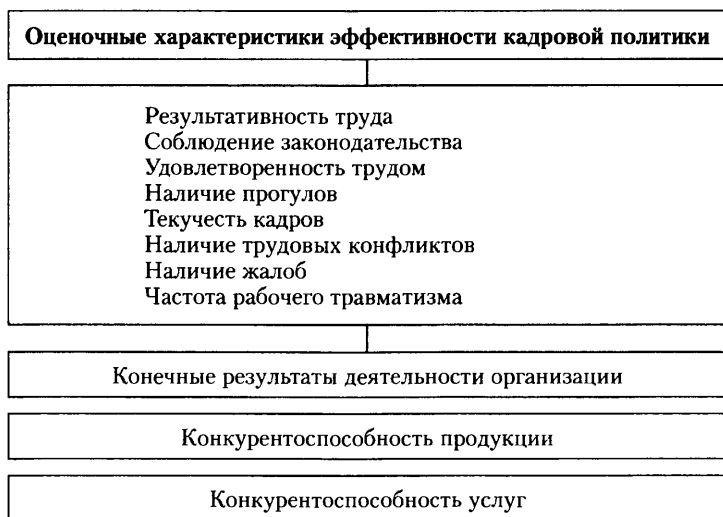 Оценочные характеристики эффективности кадровой политики
Результативность труда
Соблюдение законодательства
Удовлетворенность трудом
Наличие прогулов
Текучесть кадров
Наличие трудовых конфликтов
Наличие жалоб
Частота рабочего травматизма
Конечные результаты деятельности организации
Конкурентоспособность продукции
Конкурентоспособность услуг